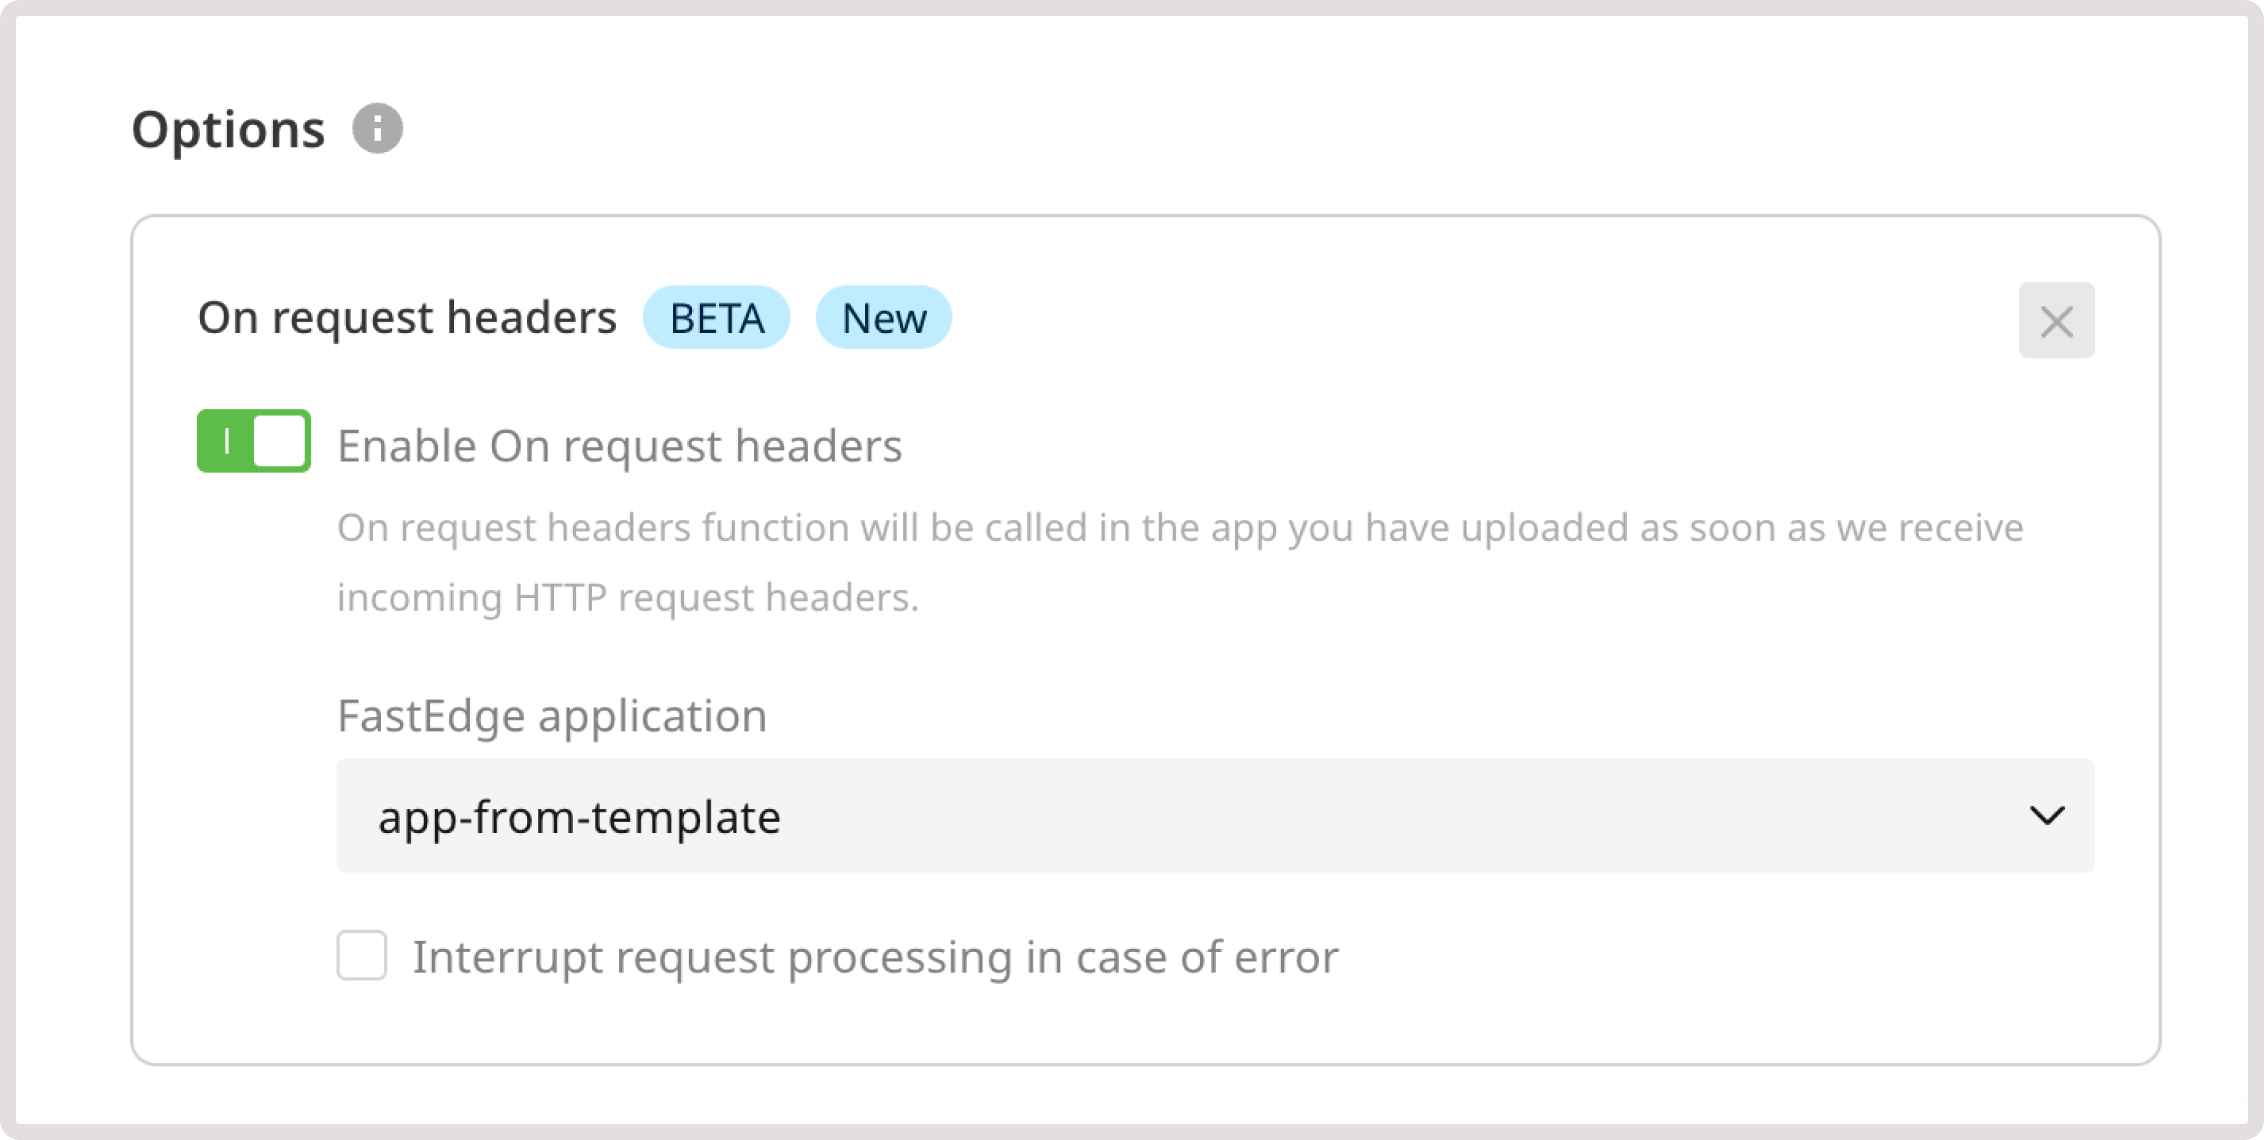 Options
On request headers BETA New
Enable On request headers
On request headers function will be called in the app you have uploaded as soon as we receive
incoming HTTP request headers.
FastEdge application
app-from-template
Interrupt request processing in case of error